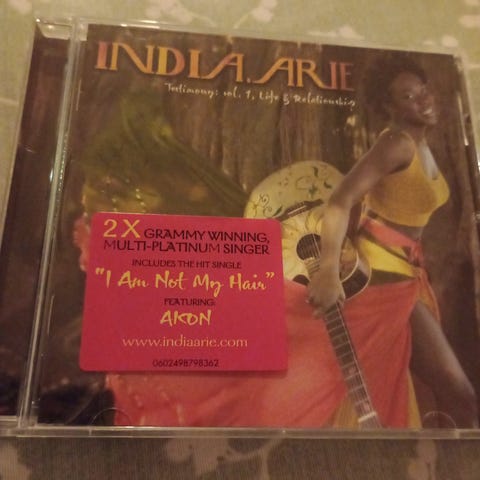 INDIA.ARIE
Testimony: vol. 1, Life & Relationship
2X GRAMMY WINNING,
MULTI-PLATINUM SINGER
INCLUDES THE HIT SINGLE
"I Am Not My Hair"
FEATURING:
AKON
www.indiaarie.com
0602498798362